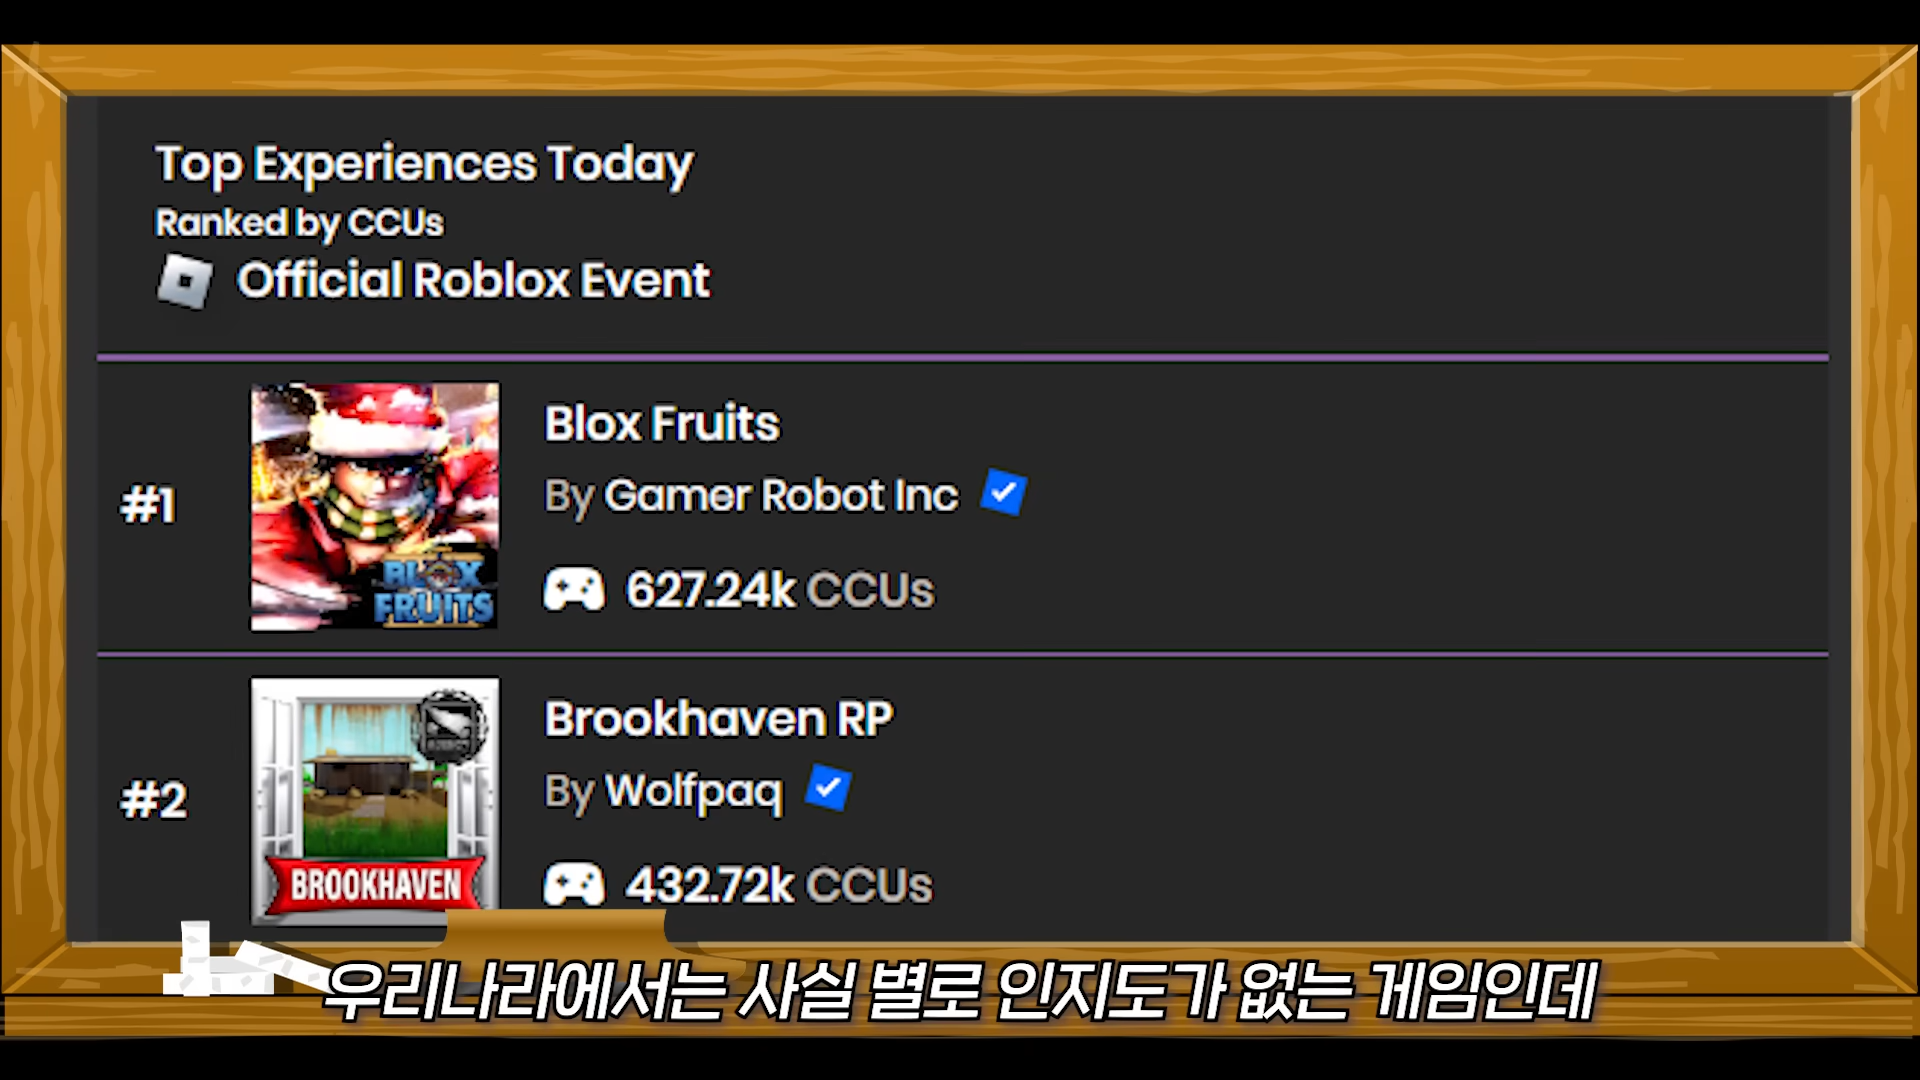 Top Experiences Today
Ranked by CCUs
Official Roblox Event
#1
BLOX
FRUITS
Blox Fruits
By Gamer Robot Inc
627.24k CCUs
#2
BROOKHAVEN
Brookhaven RP
By Wolfpaq
432.72k CCUs
우리나라에서는 사실 별로 인지도가 없는 게임인데